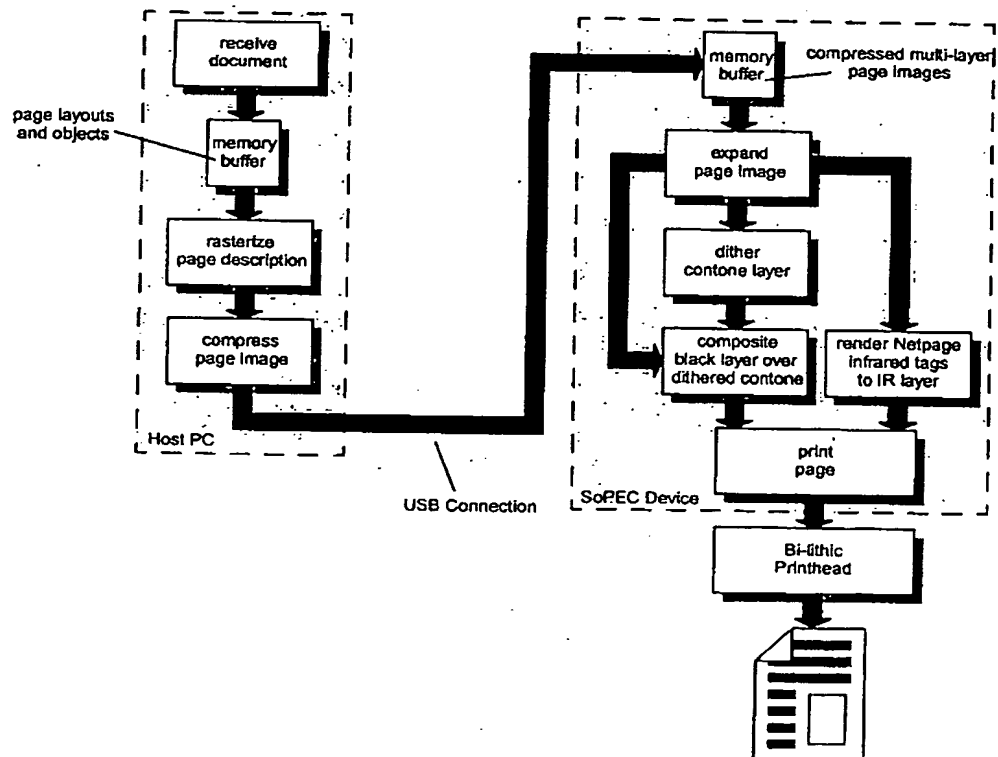 receive
document
page layouts
and objects
memory
buffer
rasterize
page description
compress
page image
Host PC
USB Connection
memory
buffer
compressed multi-layer
page images
expand
page image
dither
contone layer
composite
black layer over
dithered contone
render Netpage
infrared tags
to IR layer
print
page
SoPEC Device
Bi-lithic
Printhead